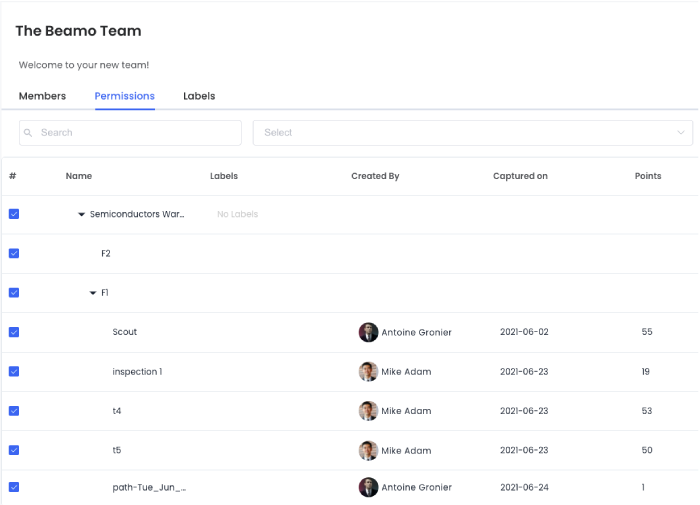 The Beamo Team
Welcome to your new team!
Members Permissions Labels
Search Select
# Name Labels Created By Captured on Points
Semiconductors War... No Labels
F2
F1
Scout Antoine Gronier 2021-06-02 55
inspection 1 Mike Adam 2021-06-23 19
t4 Mike Adam 2021-06-23 53
t5 Mike Adam 2021-06-23 50
path-Tue_Jun_... Antoine Gronier 2021-06-24 1